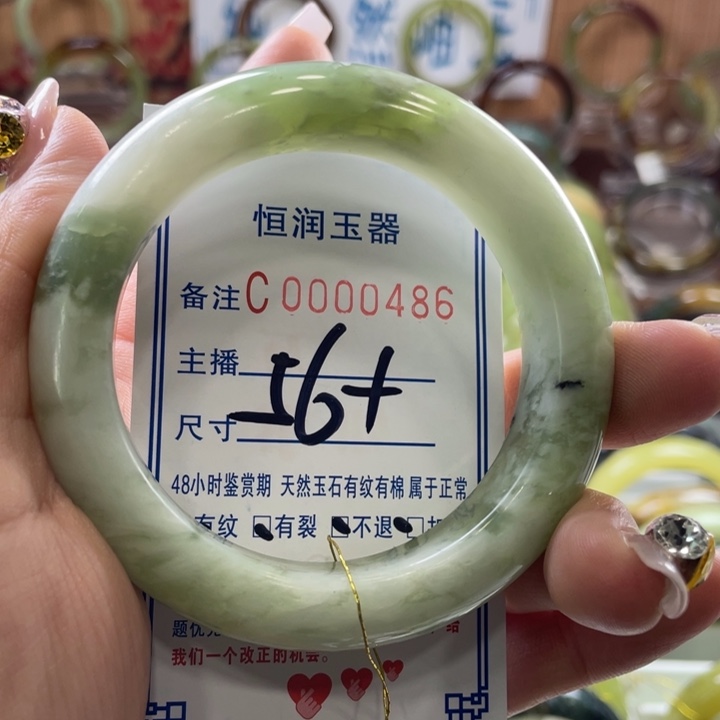 恒润玉器
备注C0000486
主播
56+
尺寸
48小时鉴赏期 天然玉石有纹有棉 属于正常
有纹 □有裂 □不退
我们一个改正的机会。